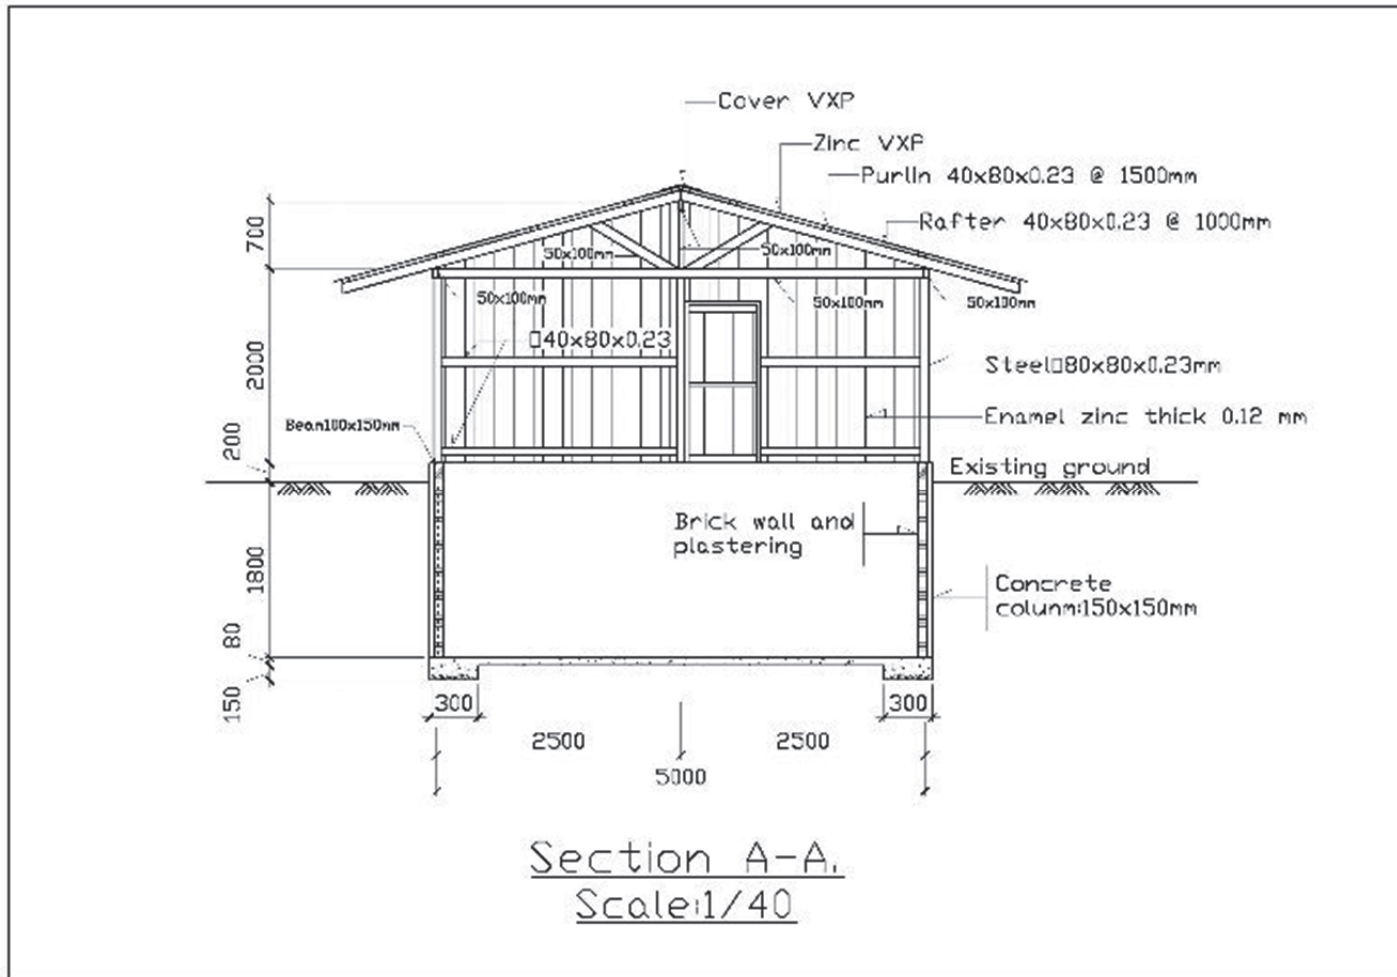 Cover VXP
Zinc VXP
Purlin 40x80x0.23 @ 1500mm
Rafter 40x80x0.23 @ 1000mm
700
50x100mm
50x100mm
50x100mm
50x100mm
50x100mm
□40x80x0.23
2000
Steel□80x80x0.23mm
Enamel zinc thick 0.12 mm
Beam100x150mm
200
Existing ground
Brick wall and
plastering
1800
Concrete
colunm:150x150mm
80
150
300
300
2500
2500
5000
Section A-A.
Scale:1/40